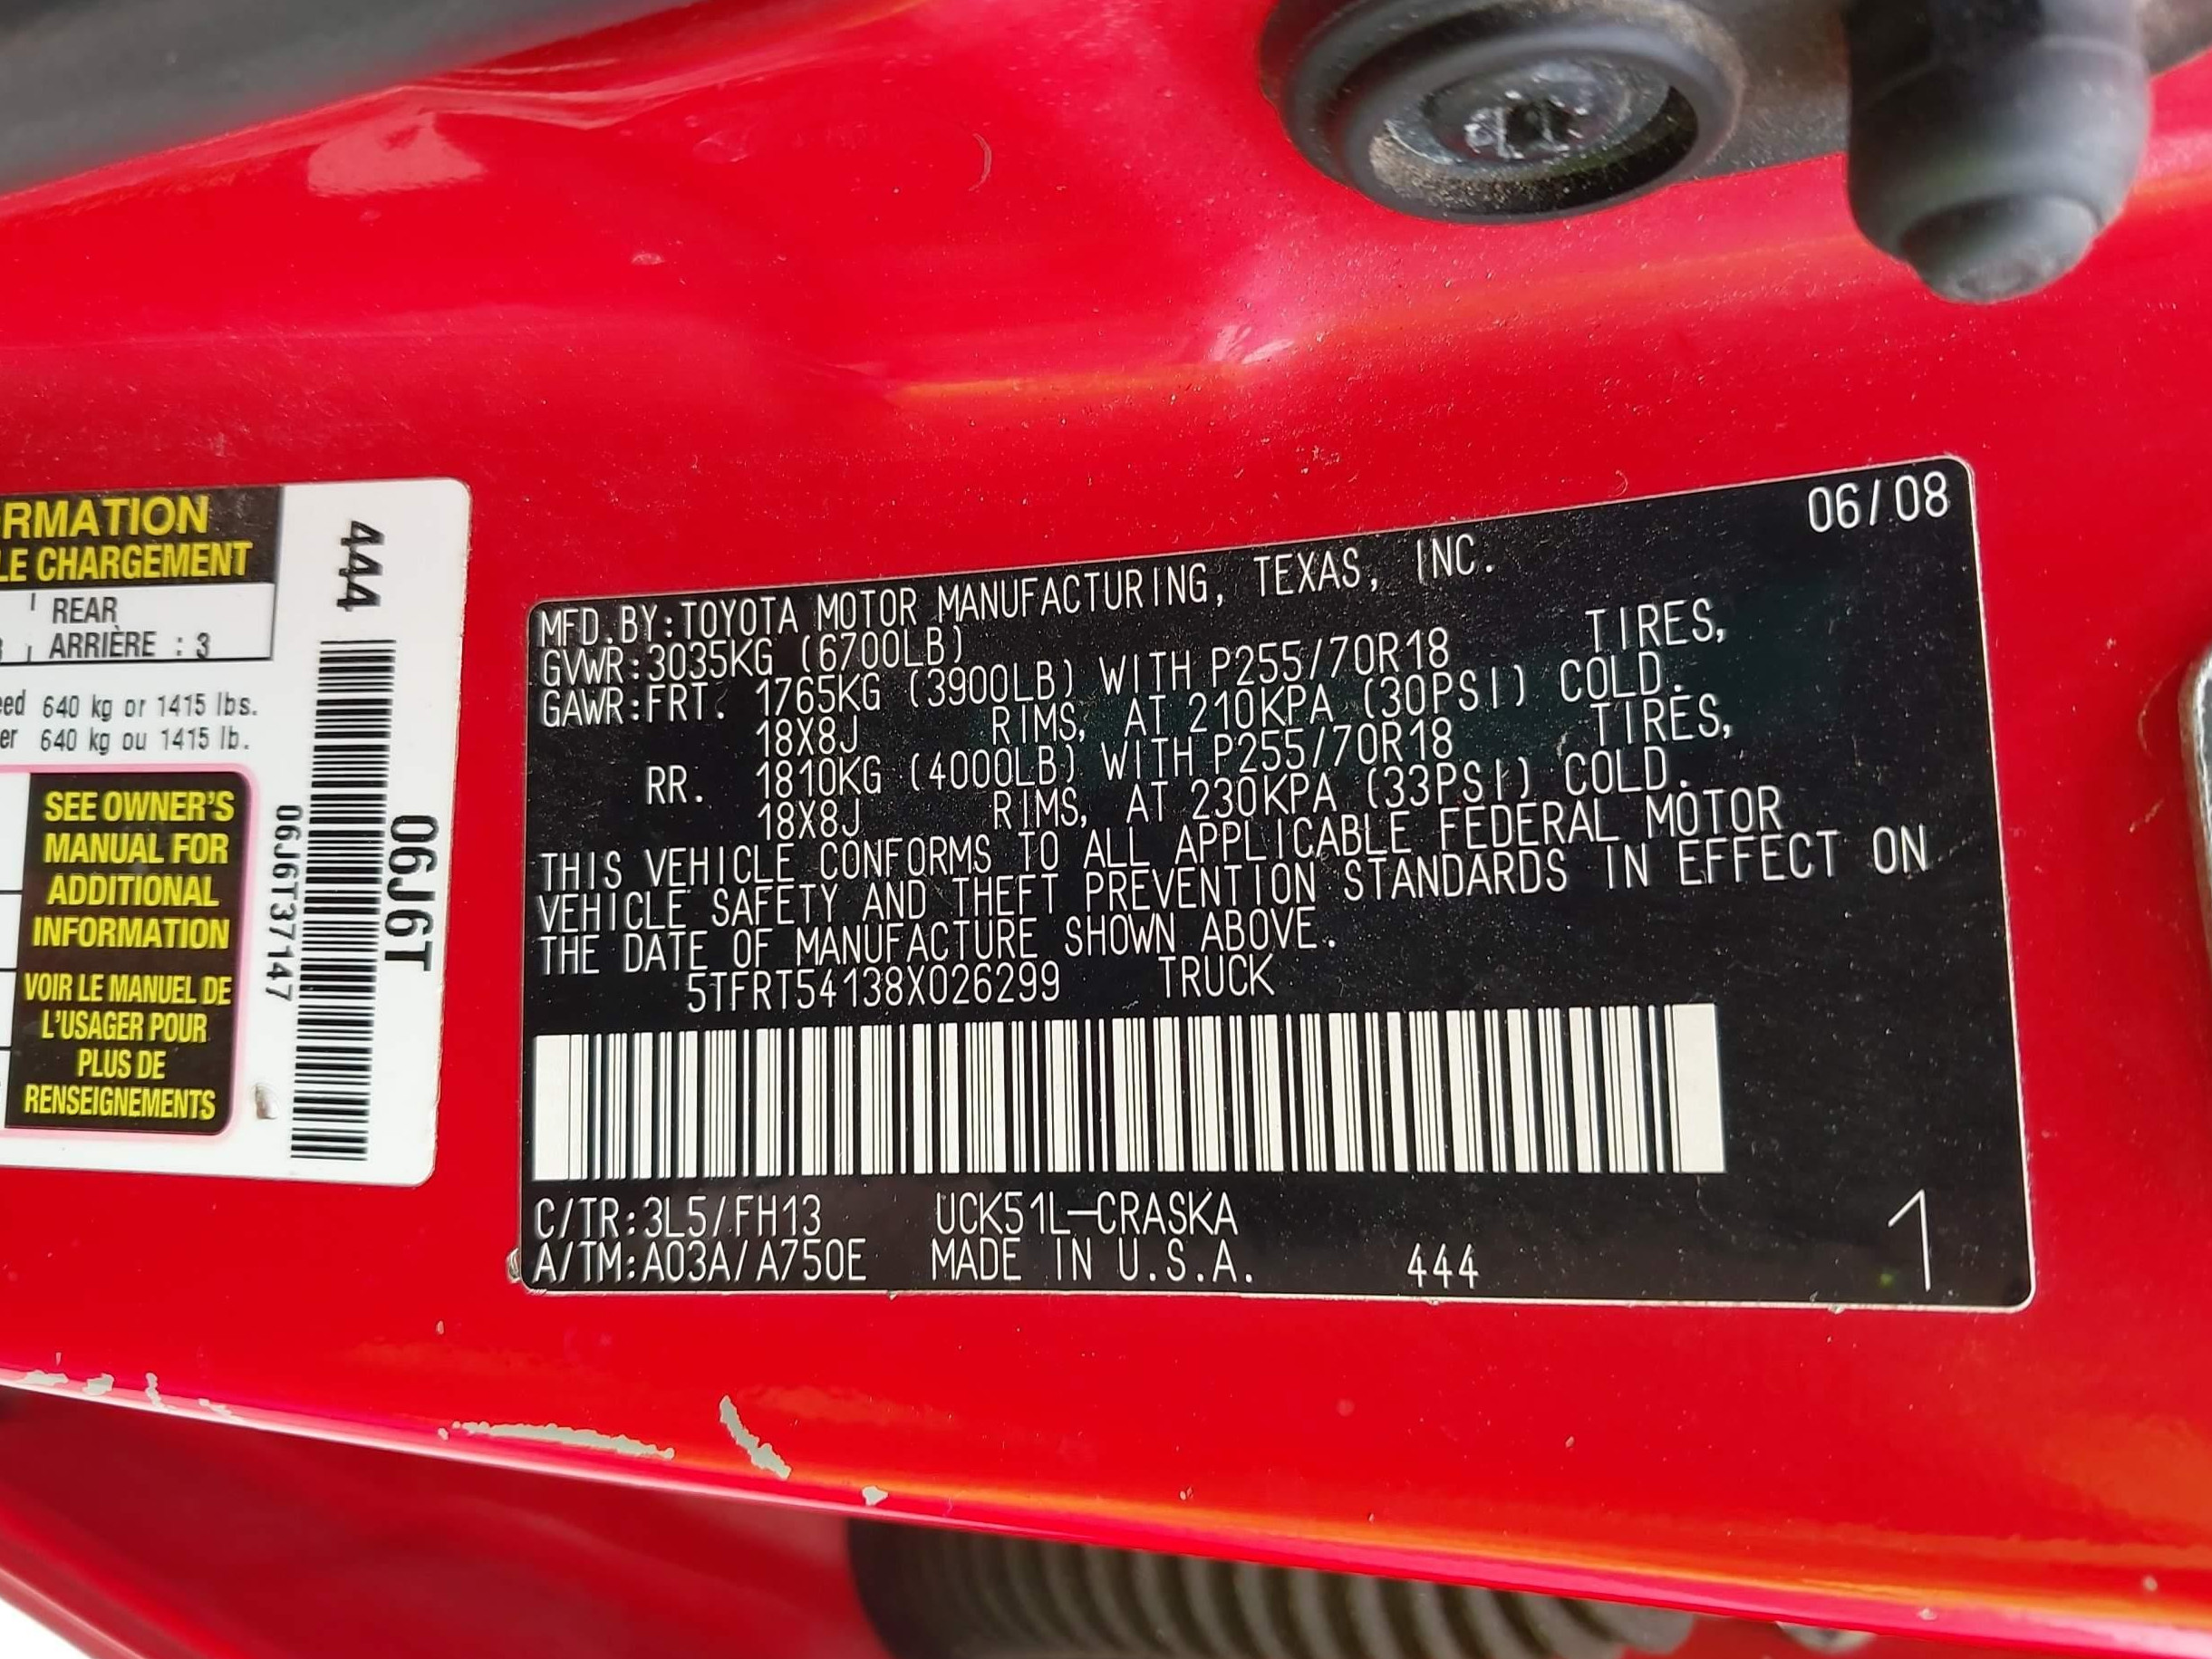 RMATION
LE CHARGEMENT
REAR
ARRIÈRE : 3
640 kg or 1415 lbs.
640 kg ou 1415 lb.
SEE OWNER'S
MANUAL FOR
ADDITIONAL
INFORMATION
VOIR LE MANUEL DE
L'USAGER POUR
PLUS DE
RENSEIGNEMENTS
444
06J6T37147
06J6T
06/08
MFD.BY:TOYOTA MOTOR MANUFACTURING, TEXAS, INC.
GVWR:3035KG (6700LB)
GAWR:FRT. 1765KG (3900LB) WITH P255/70R18 TIRES,
18X8J RIMS, AT 210KPA (30PSI) COLD.
RR. 1810KG (4000LB) WITH P255/70R18 TIRES,
18X8J RIMS, AT 230KPA (33PSI) COLD.
THIS VEHICLE CONFORMS TO ALL APPLICABLE FEDERAL MOTOR
VEHICLE SAFETY AND THEFT PREVENTION STANDARDS IN EFFECT ON
THE DATE OF MANUFACTURE SHOWN ABOVE.
5TFRT54138X026299 TRUCK
C/TR:3L5/FH13 UCK51L-CRASKA
A/TM:A03A/A750E MADE IN U.S.A. 444
1